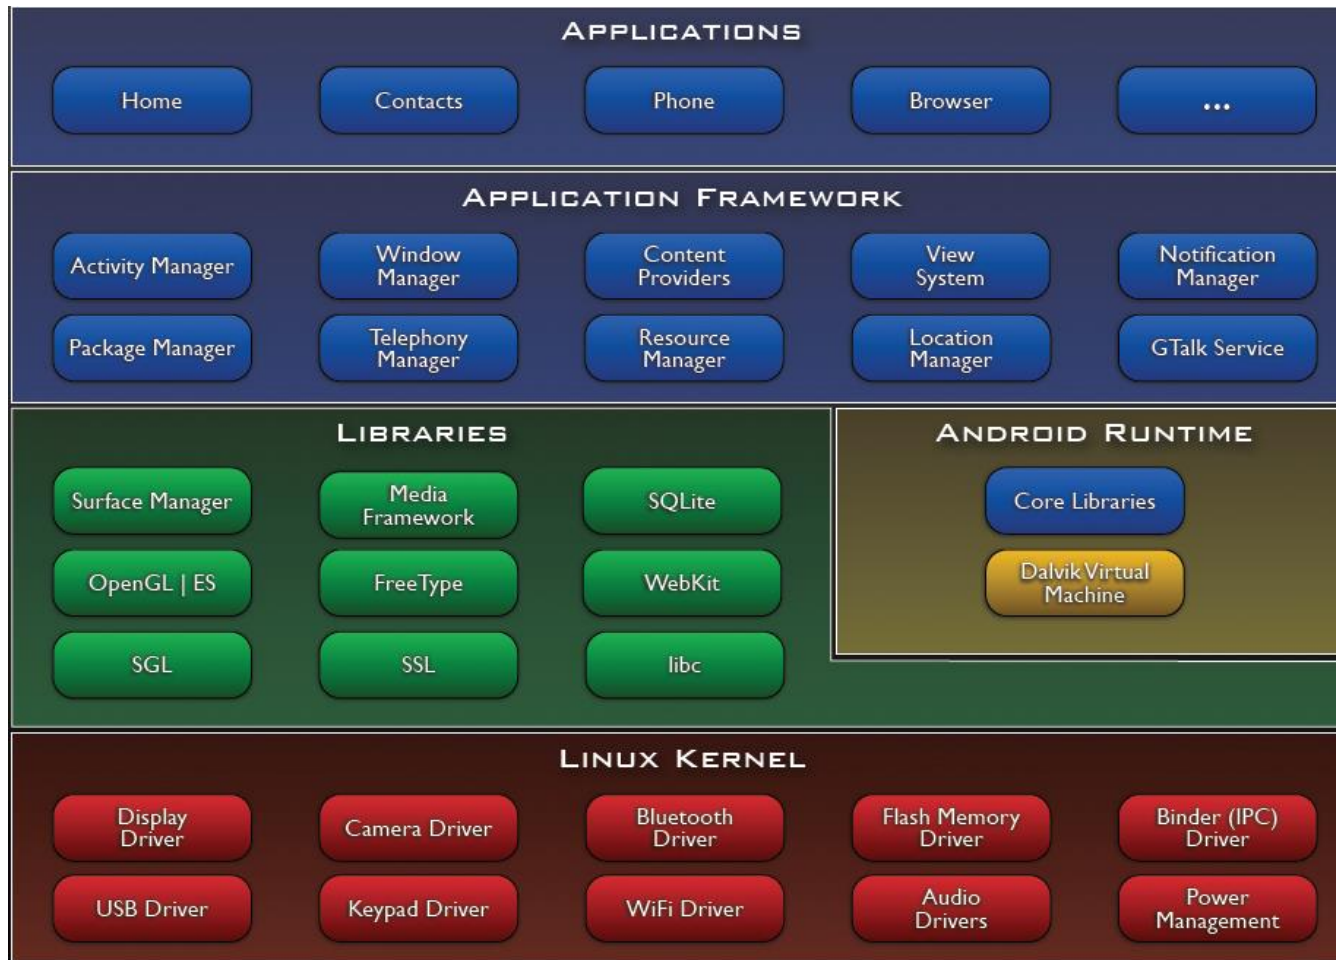 APPLICATIONS
Home
Contacts
Phone
Browser
...
APPLICATION FRAMEWORK
Activity Manager
Window
Manager
Content
Providers
View
System
Notification
Manager
Package Manager
Telephony
Manager
Resource
Manager
Location
Manager
GTalk Service
LIBRARIES
Surface Manager
Media
Framework
SQLite
OpenGL | ES
FreeType
WebKit
SGL
SSL
libc
ANDROID RUNTIME
Core Libraries
Dalvik Virtual
Machine
LINUX KERNEL
Display
Driver
Camera Driver
Bluetooth
Driver
Flash Memory
Driver
Binder (IPC)
Driver
USB Driver
Keypad Driver
WiFi Driver
Audio
Drivers
Power
Management